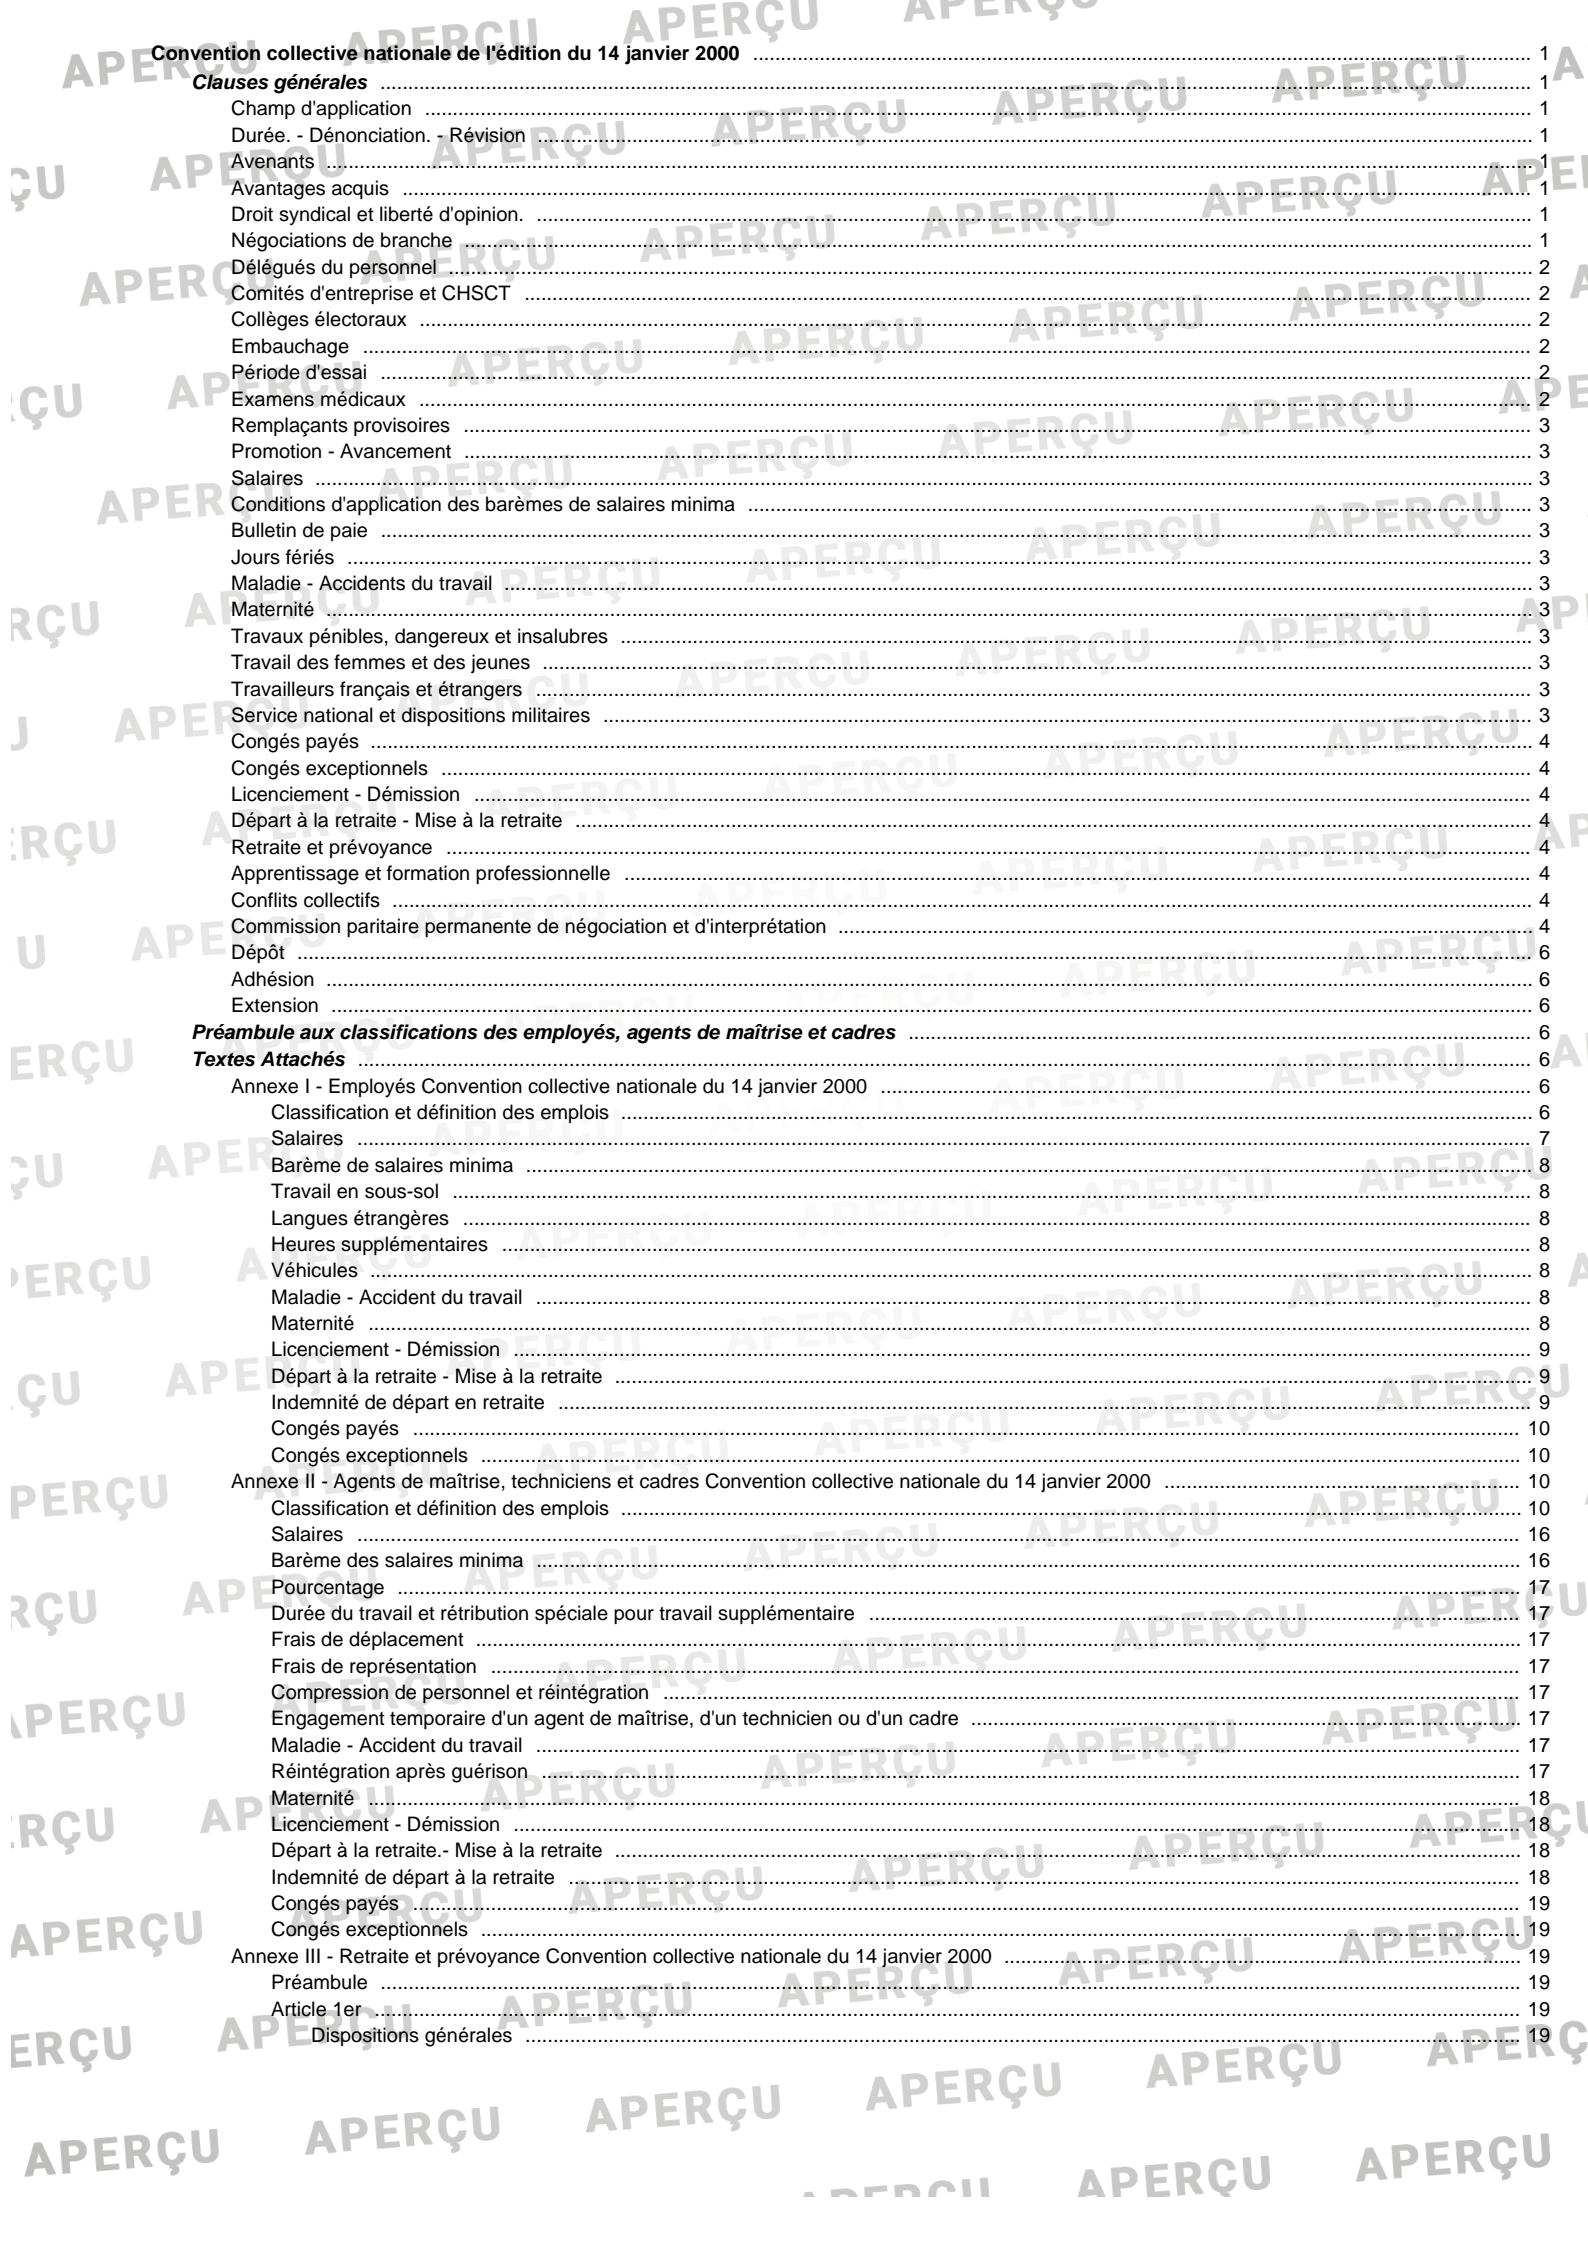 Convention collective nationale de l'édition du 14 janvier 2000 ... 1
Clauses générales ... 1
Champ d'application ... 1
Durée. - Dénonciation. - Révision ... 1
Avenants ... 1
Avantages acquis ... 1
Droit syndical et liberté d'opinion. ... 1
Négociations de branche ... 1
Délégués du personnel ... 2
Comités d'entreprise et CHSCT ... 2
Collèges électoraux ... 2
Embauchage ... 2
Période d'essai ... 2
Examens médicaux ... 2
Remplaçants provisoires ... 3
Promotion - Avancement ... 3
Salaires ... 3
Conditions d'application des barèmes de salaires minima ... 3
Bulletin de paie ... 3
Jours fériés ... 3
Maladie - Accidents du travail ... 3
Maternité ... 3
Travaux pénibles, dangereux et insalubres ... 3
Travail des femmes et des jeunes ... 3
Travailleurs français et étrangers ... 3
Service national et dispositions militaires ... 3
Congés payés ... 4
Congés exceptionnels ... 4
Licenciement - Démission ... 4
Départ à la retraite - Mise à la retraite ... 4
Retraite et prévoyance ... 4
Apprentissage et formation professionnelle ... 4
Conflits collectifs ... 4
Commission paritaire permanente de négociation et d'interprétation ... 4
Dépôt ... 6
Adhésion ... 6
Extension ... 6
Préambule aux classifications des employés, agents de maîtrise et cadres ... 6
Textes Attachés ... 6
Annexe I - Employés Convention collective nationale du 14 janvier 2000 ... 6
Classification et définition des emplois ... 6
Salaires ... 7
Barème de salaires minima ... 8
Travail en sous-sol ... 8
Langues étrangères ... 8
Heures supplémentaires ... 8
Véhicules ... 8
Maladie - Accident du travail ... 8
Maternité ... 8
Licenciement - Démission ... 9
Départ à la retraite - Mise à la retraite ... 9
Indemnité de départ en retraite ... 9
Congés payés ... 10
Congés exceptionnels ... 10
Annexe II - Agents de maîtrise, techniciens et cadres Convention collective nationale du 14 janvier 2000 ... 10
Classification et définition des emplois ... 10
Salaires ... 16
Barème des salaires minima ... 16
Pourcentage ... 17
Durée du travail et rétribution spéciale pour travail supplémentaire ... 17
Frais de déplacement ... 17
Frais de représentation ... 17
Compression de personnel et réintégration ... 17
Engagement temporaire d'un agent de maîtrise, d'un technicien ou d'un cadre ... 17
Maladie - Accident du travail ... 17
Réintégration après guérison ... 17
Maternité ... 18
Licenciement - Démission ... 18
Départ à la retraite.- Mise à la retraite ... 18
Indemnité de départ à la retraite ... 18
Congés payés ... 19
Congés exceptionnels ... 19
Annexe III - Retraite et prévoyance Convention collective nationale du 14 janvier 2000 ... 19
Préambule ... 19
Article 1er ... 19
Dispositions générales ... 19
APERÇU